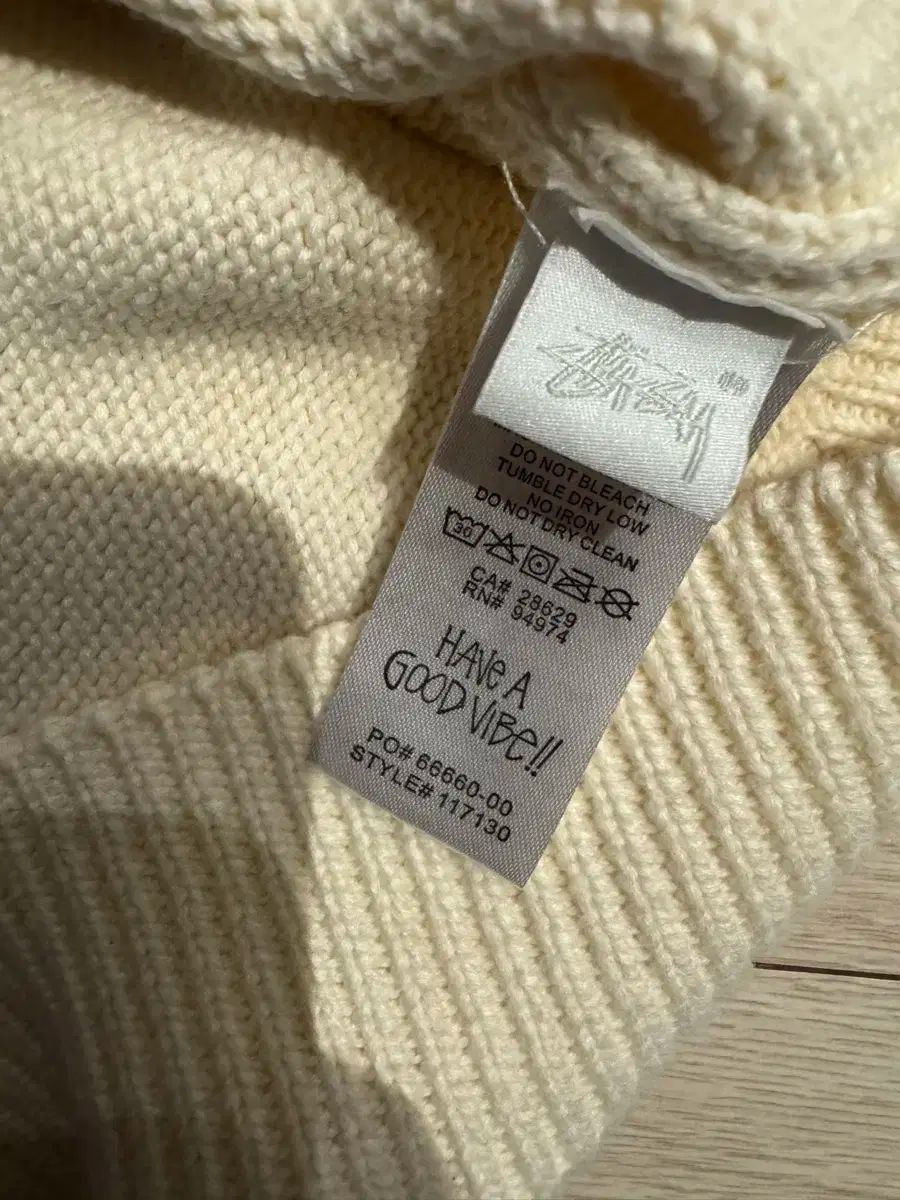 STÜSSY
DO NOT BLEACH
TUMBLE DRY LOW
NO IRON
DO NOT DRY CLEAN
30
CA# 28629
RN# 94974
HAVE A
GOOD VIBE!!
PO# 66660-00
STYLE# 117130